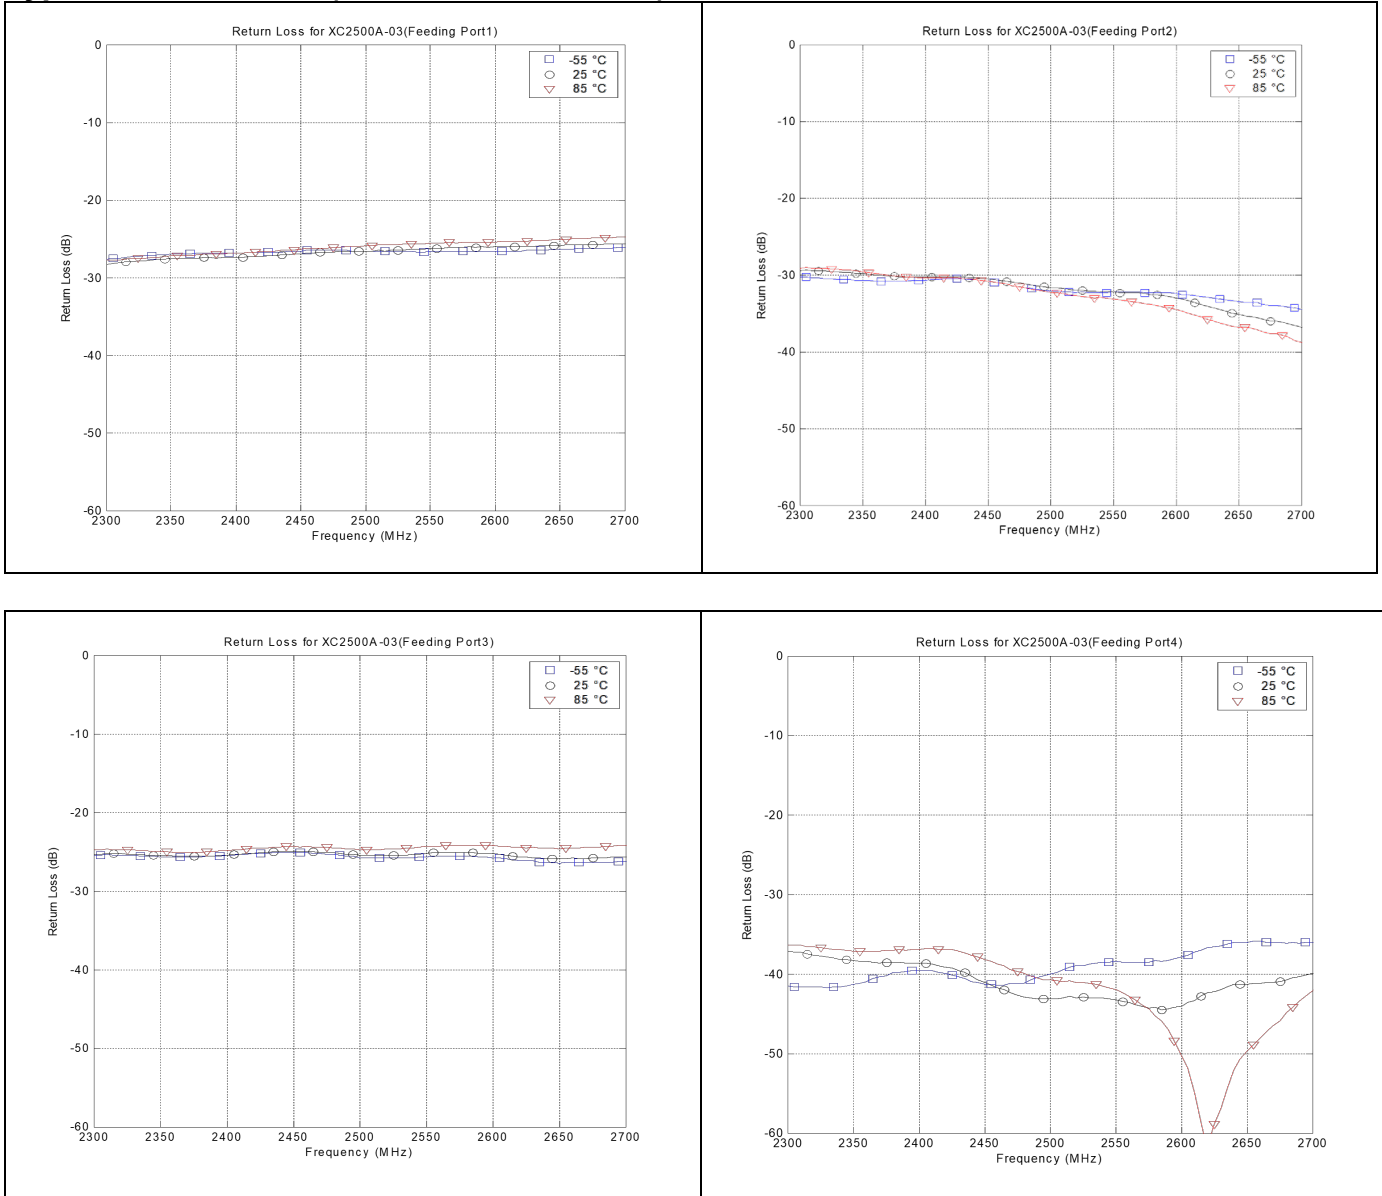 Return Loss for XC2500A-03(Feeding Port1)
0
-10
-20
-30
-40
-50
-60
Return Loss (dB)
-55 °C
25 °C
85 °C
2300 2350 2400 2450 2500 2550 2600 2650 2700
Frequency (MHz)
Return Loss for XC2500A-03(Feeding Port2)
0
-10
-20
-30
-40
-50
-60
Return Loss (dB)
-55 °C
25 °C
85 °C
2300 2350 2400 2450 2500 2550 2600 2650 2700
Frequency (MHz)
Return Loss for XC2500A-03(Feeding Port3)
0
-10
-20
-30
-40
-50
-60
Return Loss (dB)
-55 °C
25 °C
85 °C
2300 2350 2400 2450 2500 2550 2600 2650 2700
Frequency (MHz)
Return Loss for XC2500A-03(Feeding Port4)
0
-10
-20
-30
-40
-50
-60
Return Loss (dB)
-55 °C
25 °C
85 °C
2300 2350 2400 2450 2500 2550 2600 2650 2700
Frequency (MHz)